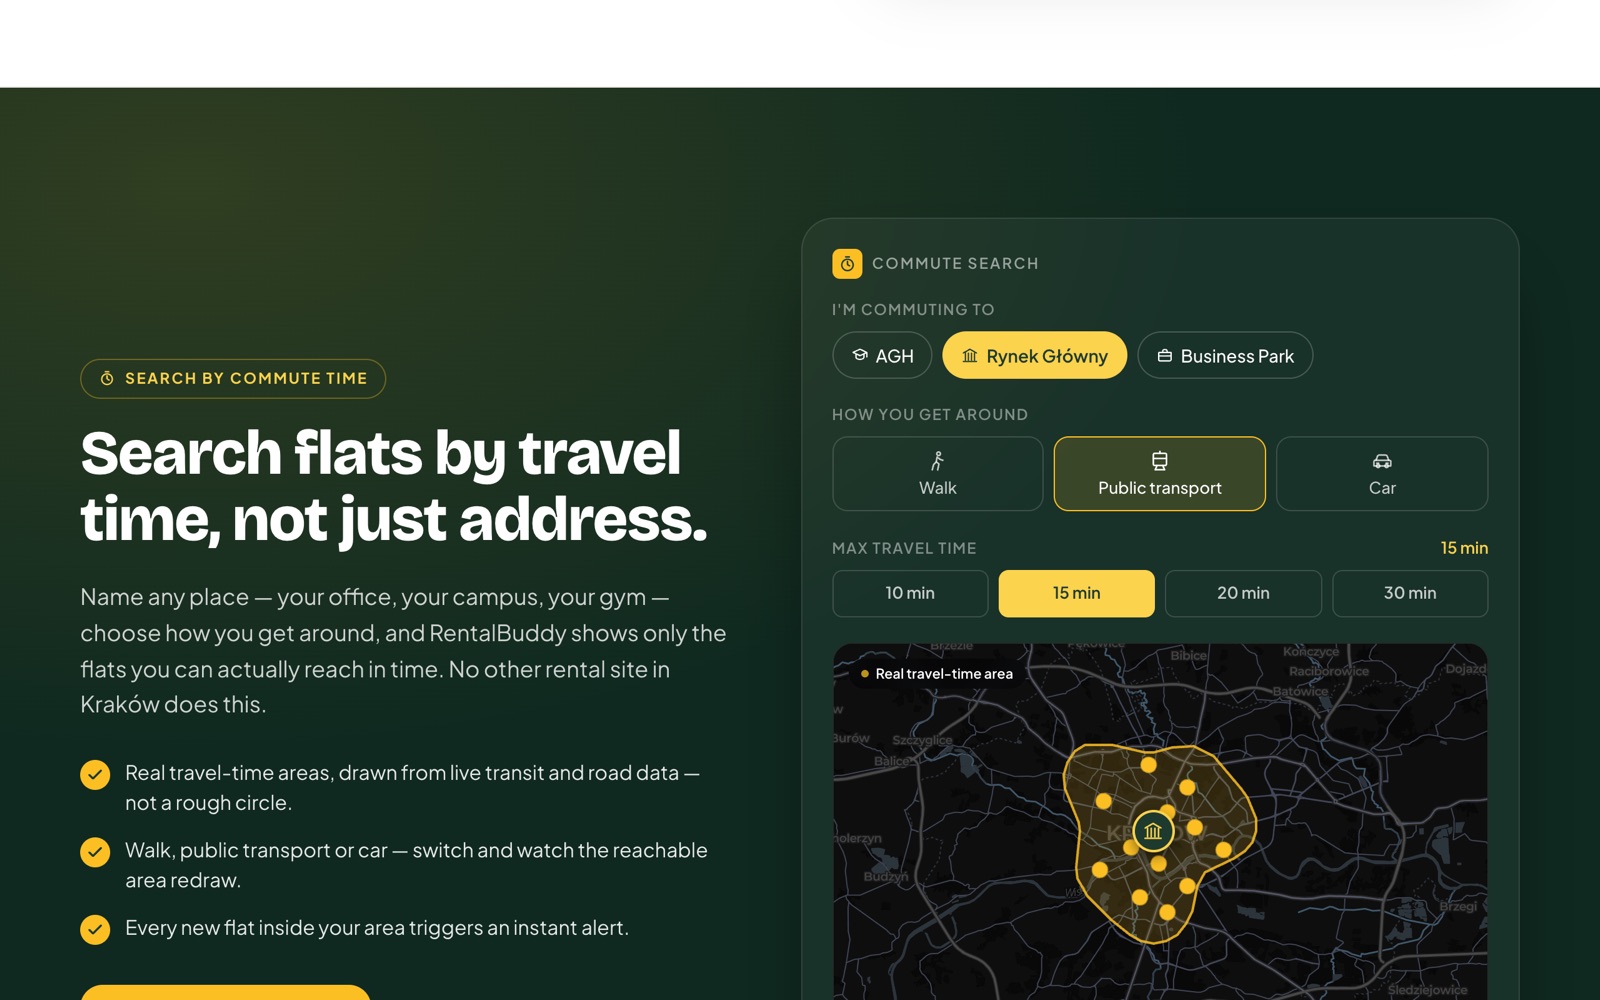 SEARCH BY COMMUTE TIME
Search flats by travel
time, not just address.
Name any place — your office, your campus, your gym —
choose how you get around, and RentalBuddy shows only the
flats you can actually reach in time. No other rental site in
Kraków does this.
Real travel-time areas, drawn from live transit and road data —
not a rough circle.
Walk, public transport or car — switch and watch the reachable
area redraw.
Every new flat inside your area triggers an instant alert.
COMMUTE SEARCH
I'M COMMUTING TO
AGH
Rynek Główny
Business Park
HOW YOU GET AROUND
Walk
Public transport
Car
MAX TRAVEL TIME
15 min
10 min
15 min
20 min
30 min
Real travel-time area
Brzezie
Bibice
Kończyce
Raciborowice
Dojazd
Batowice
Burów
Szczyglice
Balice
holerzyn
Budzyń
Brzegi
Śledziejowice